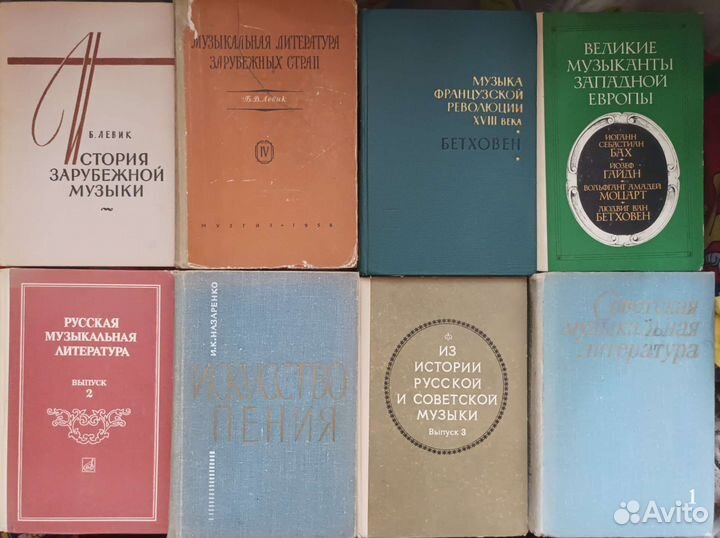 Б. ЛЕВИК
ИСТОРИЯ
ЗАРУБЕЖНОЙ
МУЗЫКИ
МУЗЫКАЛЬНАЯ ЛИТЕРАТУРА
ЗАРУБЕЖНЫХ СТРАН
Б.В.Левик
IV
МУЗГИЗ • 1958
МУЗЫКА
ФРАНЦУЗСКОЙ
РЕВОЛЮЦИИ
XVIII ВЕКА
БЕТХОВЕН
ВЕЛИКИЕ
МУЗЫКАНТЫ
ЗАПАДНОЙ
ЕВРОПЫ
ИОГАНН
СЕБАСТИАН
БАХ
ЙОЗЕФ
ГАЙДН
ВОЛЬФГАНГ АМАДЕЙ
МОЦАРТ
ЛЮДВИГ ВАН
БЕТХОВЕН
РУССКАЯ
МУЗЫКАЛЬНАЯ
ЛИТЕРАТУРА
ВЫПУСК
2
И.К.НАЗАРЕНКО
ИСКУССТВО
ПЕНИЯ
ИЗ
ИСТОРИИ
РУССКОЙ
И СОВЕТСКОЙ
МУЗЫКИ
Выпуск 3
Советская
музыкальная
литература
1
Avito